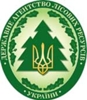 ДЕРЖАВНЕ АГЕНТСТВО ЛІСОВИХ РЕСУРСІВ
УКРАЇНИ